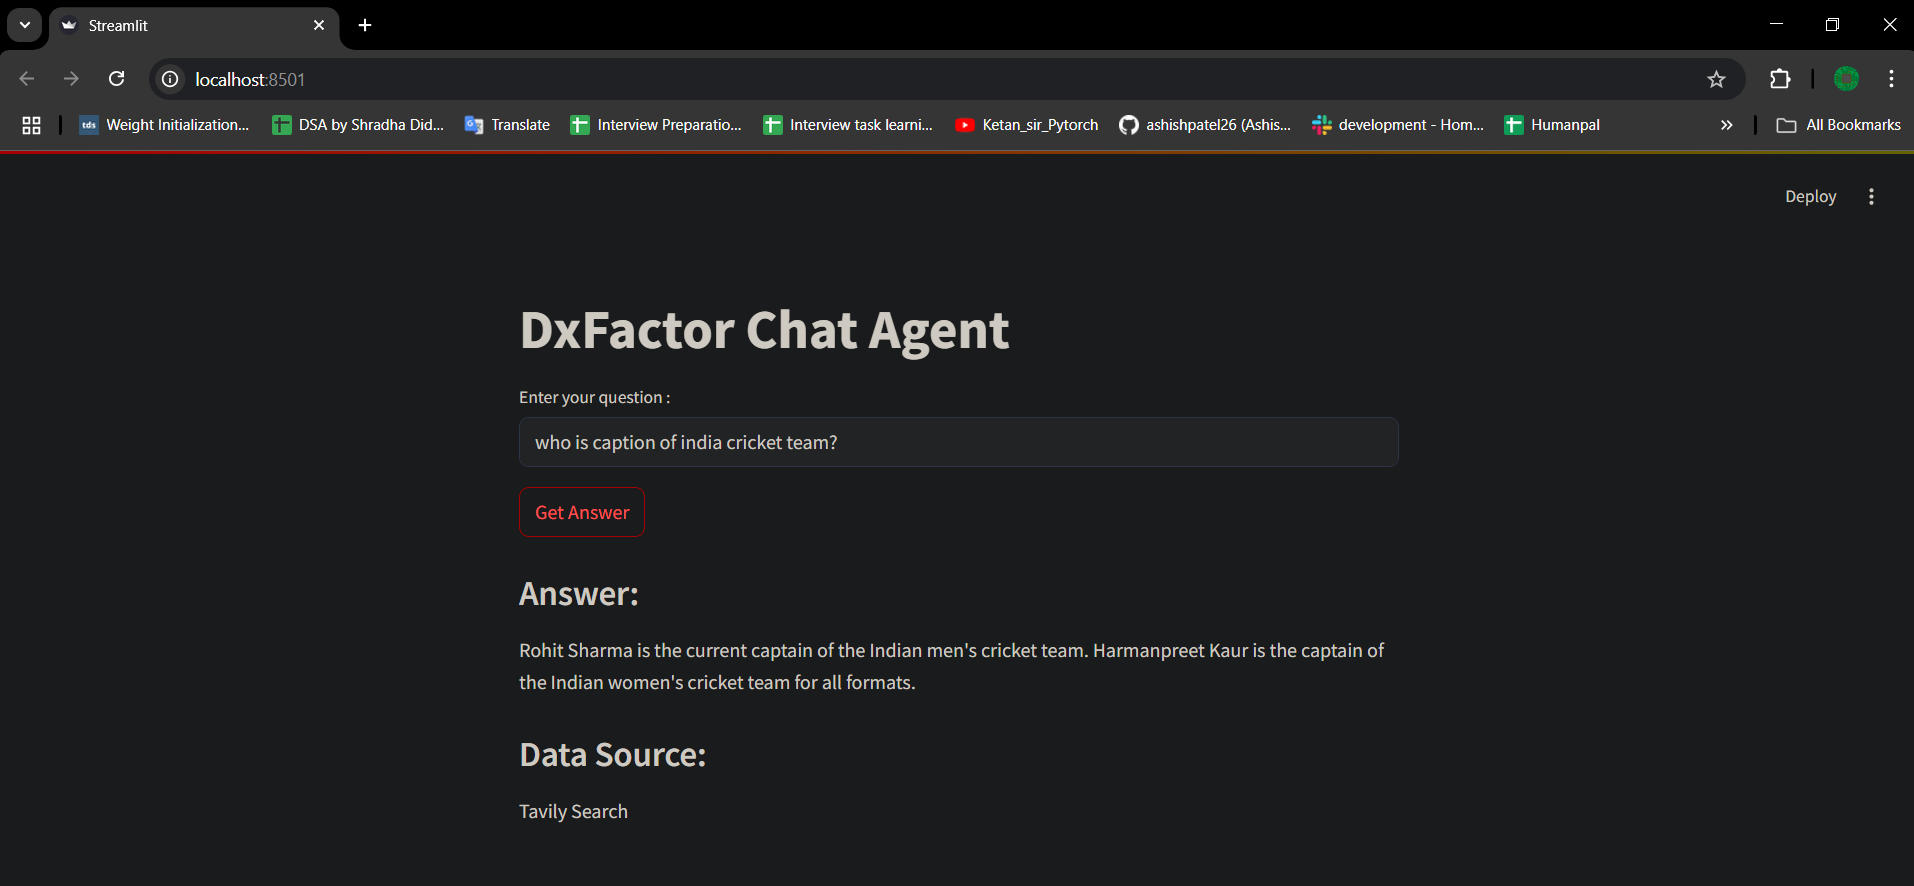 Streamlit
localhost:8501
Weight Initialization...
DSA by Shradha Did...
Translate
Interview Preparatio...
Interview task learni...
Ketan_sir_Pytorch
ashishpatel26 (Ashis...
development - Hom...
Humanpal
All Bookmarks
Deploy
DxFactor Chat Agent
Enter your question :
who is caption of india cricket team?
Get Answer
Answer:
Rohit Sharma is the current captain of the Indian men's cricket team. Harmanpreet Kaur is the captain of
the Indian women's cricket team for all formats.
Data Source:
Tavily Search